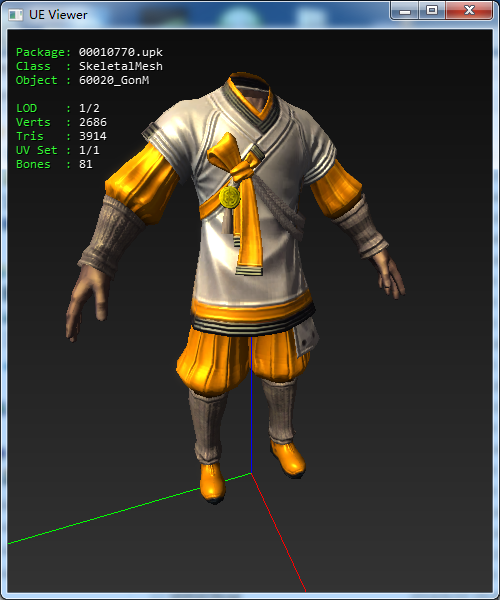 UE Viewer
Package: 00010770.upk
Class : SkeletalMesh
Object : 60020_GonM
LOD : 1/2
Verts : 2686
Tris : 3914
UV Set : 1/1
Bones : 81